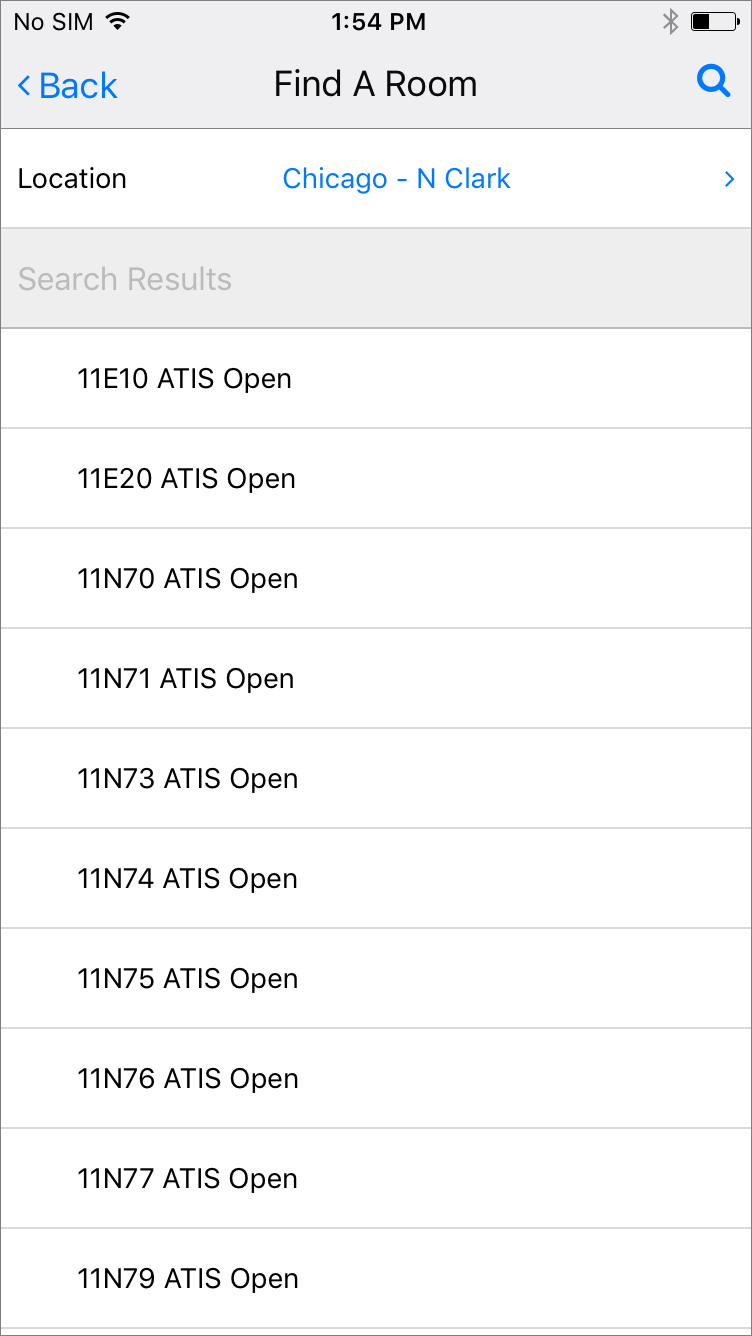 No SIM 1:54 PM
Back Find A Room
Location Chicago - N Clark
Search Results
11E10 ATIS Open
11E20 ATIS Open
11N70 ATIS Open
11N71 ATIS Open
11N73 ATIS Open
11N74 ATIS Open
11N75 ATIS Open
11N76 ATIS Open
11N77 ATIS Open
11N79 ATIS Open